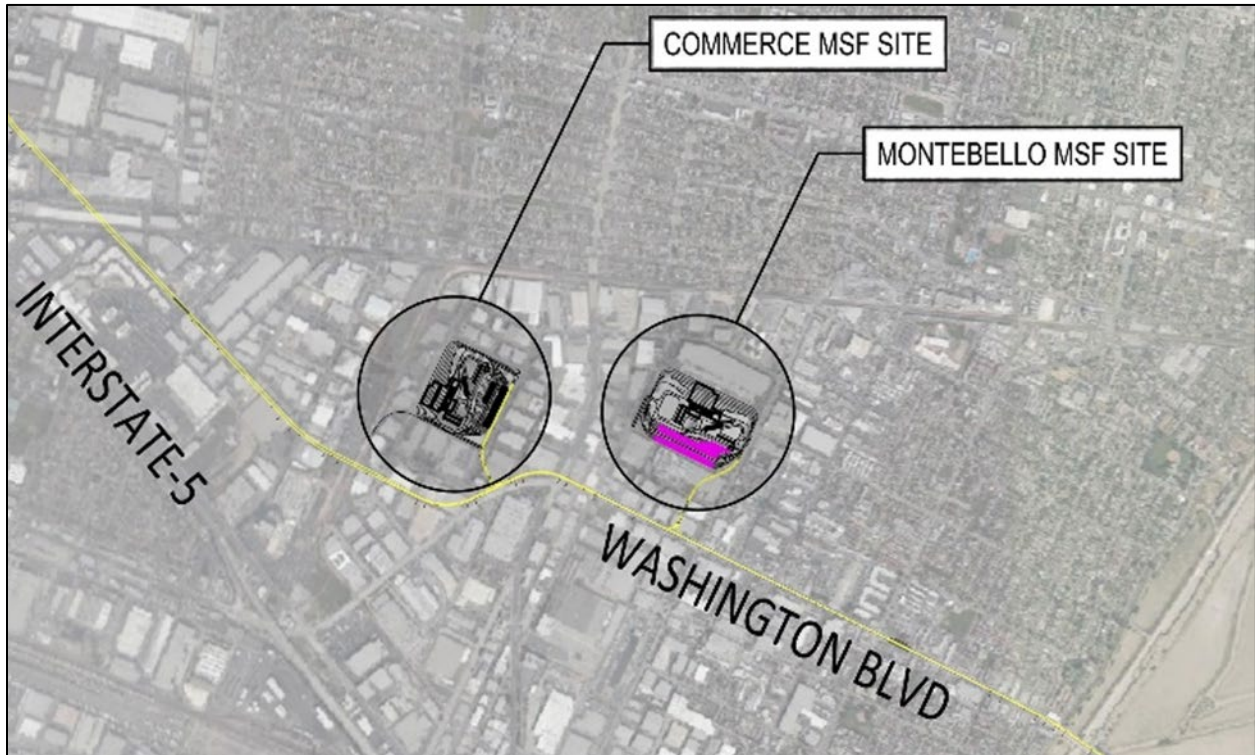 COMMERCE MSF SITE
MONTEBELLO MSF SITE
INTERSTATE-5
WASHINGTON BLVD